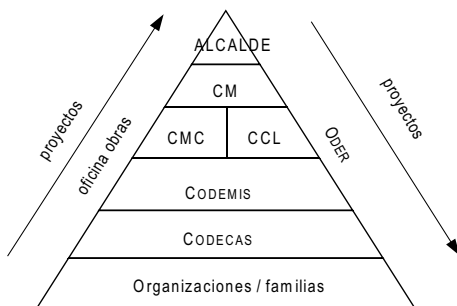 ALCALDE
CM
CMC
CCL
CODEMIS
CODECAS
Organizaciones / familias
proyectos
oficina obras
ODER
proyectos